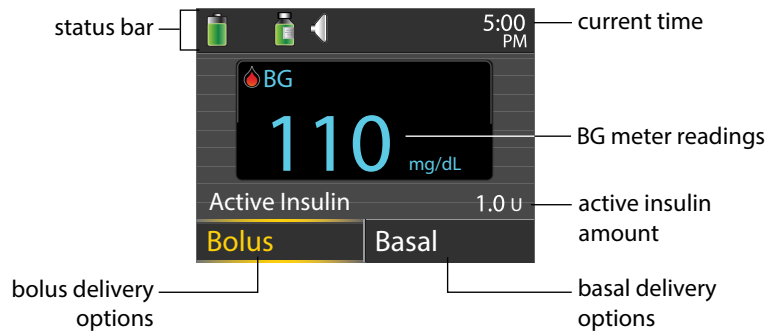 status bar
5:00
PM
current time
BG
110 mg/dL
BG meter readings
Active Insulin 1.0 U
active insulin
amount
Bolus Basal
bolus delivery
options
basal delivery
options